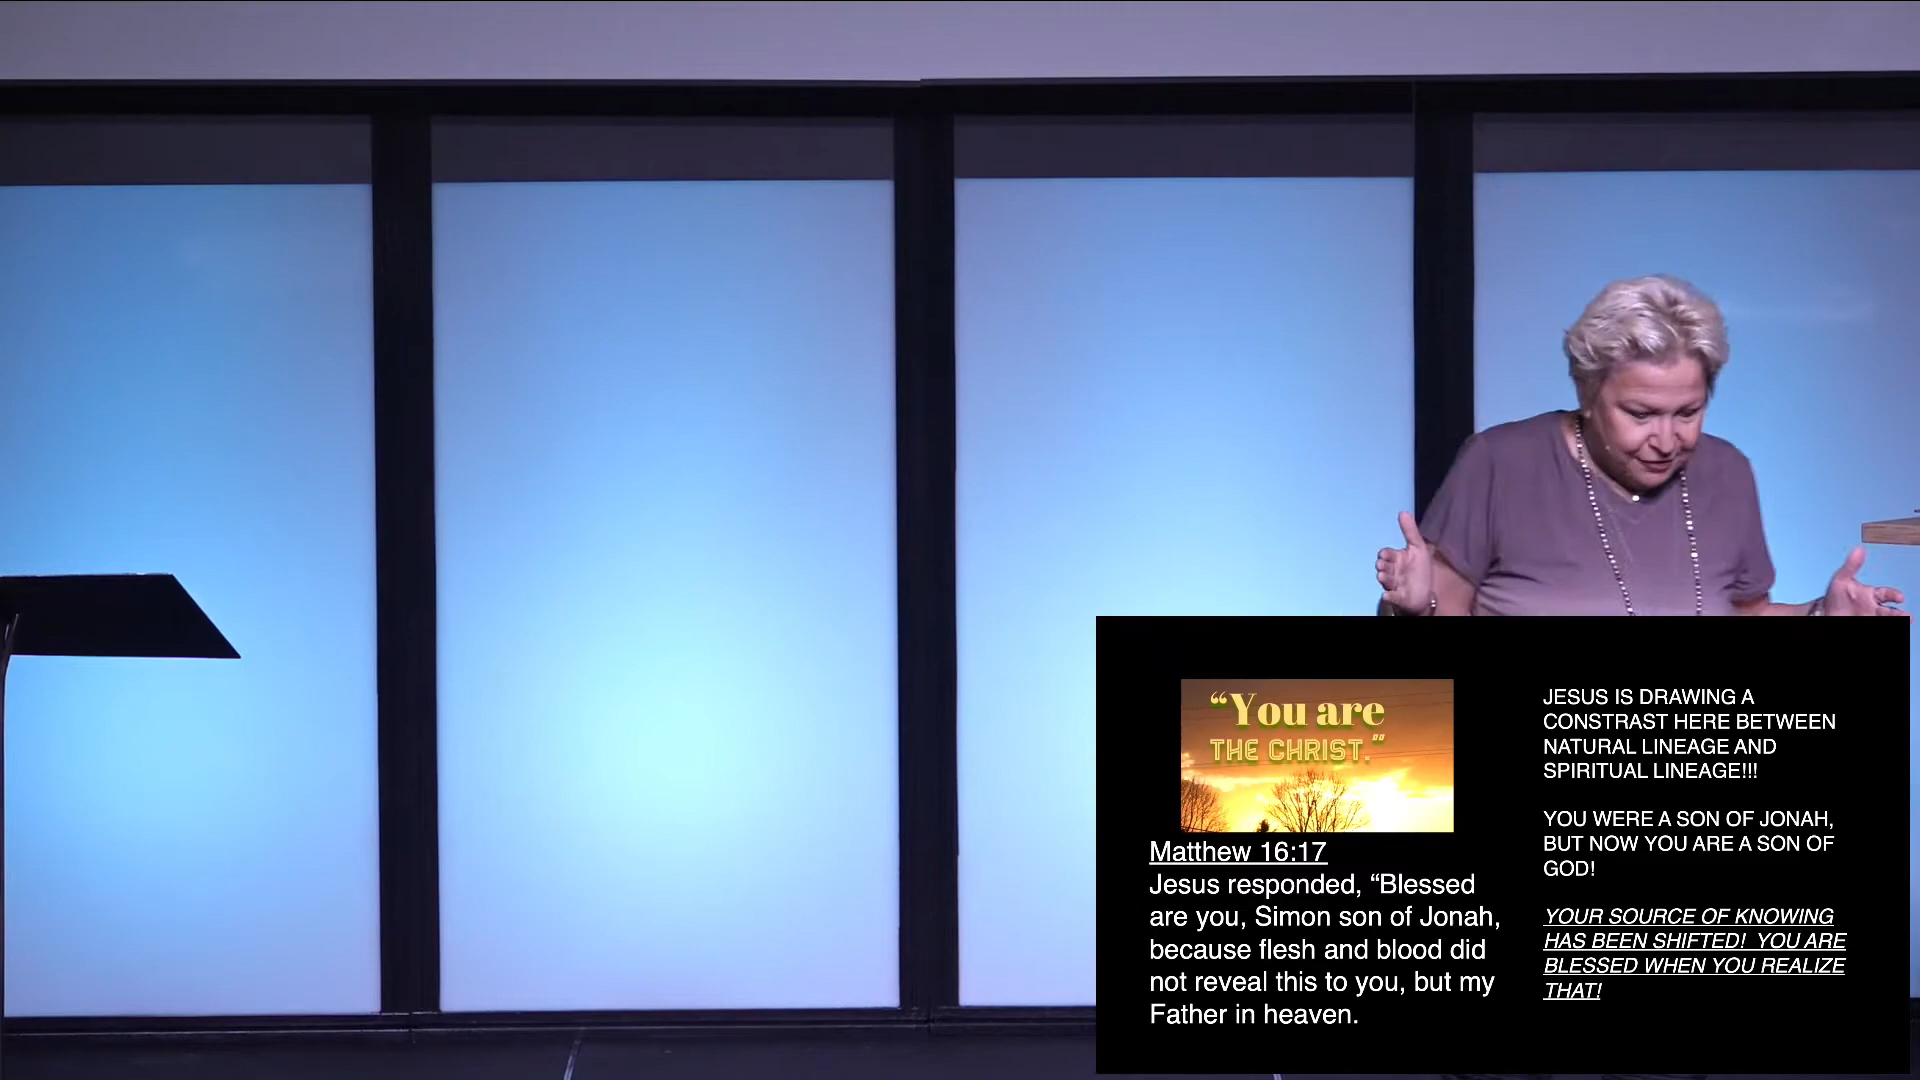 “You are
THE CHRIST.”
Matthew 16:17
Jesus responded, “Blessed
are you, Simon son of Jonah,
because flesh and blood did
not reveal this to you, but my
Father in heaven.
JESUS IS DRAWING A
CONSTRAST HERE BETWEEN
NATURAL LINEAGE AND
SPIRITUAL LINEAGE!!!
YOU WERE A SON OF JONAH,
BUT NOW YOU ARE A SON OF
GOD!
YOUR SOURCE OF KNOWING
HAS BEEN SHIFTED!  YOU ARE
BLESSED WHEN YOU REALIZE
THAT!